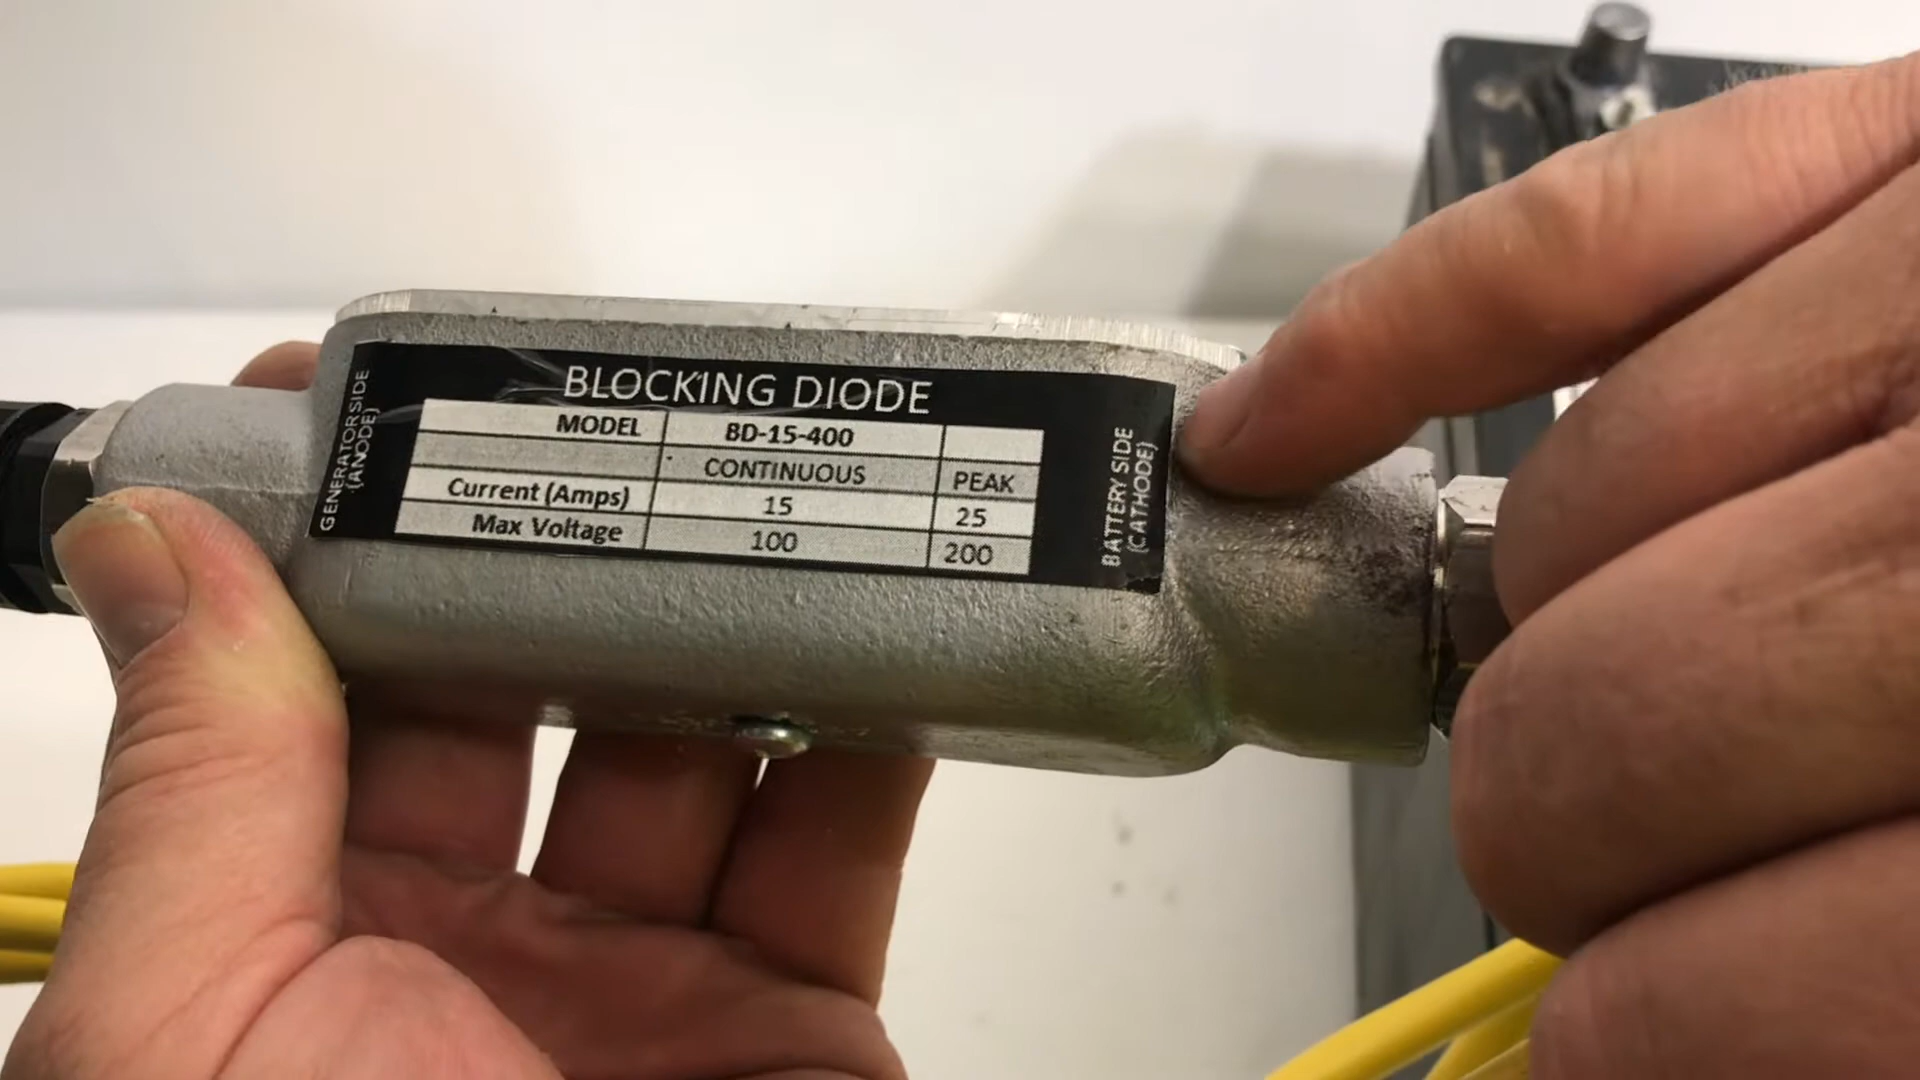 BLOCKING DIODE
GENERATOR SIDE
(ANODE)
MODEL BD-15-400
CONTINUOUS PEAK
Current (Amps) 15 25
Max Voltage 100 200
BATTERY SIDE
(CATHODE)